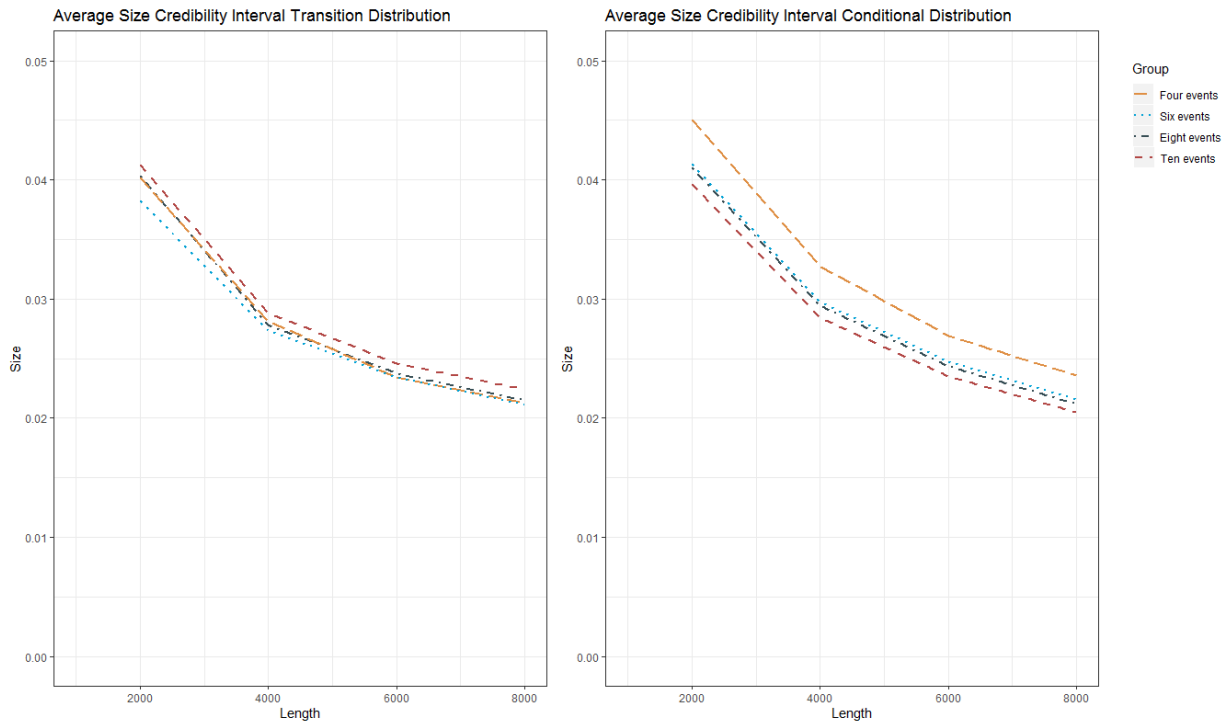 Average Size Credibility Interval Transition Distribution
0.05
0.04
0.03
0.02
0.01
0.00
Size
2000 4000 6000 8000
Length
Average Size Credibility Interval Conditional Distribution
0.05
0.04
0.03
0.02
0.01
0.00
Size
2000 4000 6000 8000
Length
Group
Four events
Six events
Eight events
Ten events